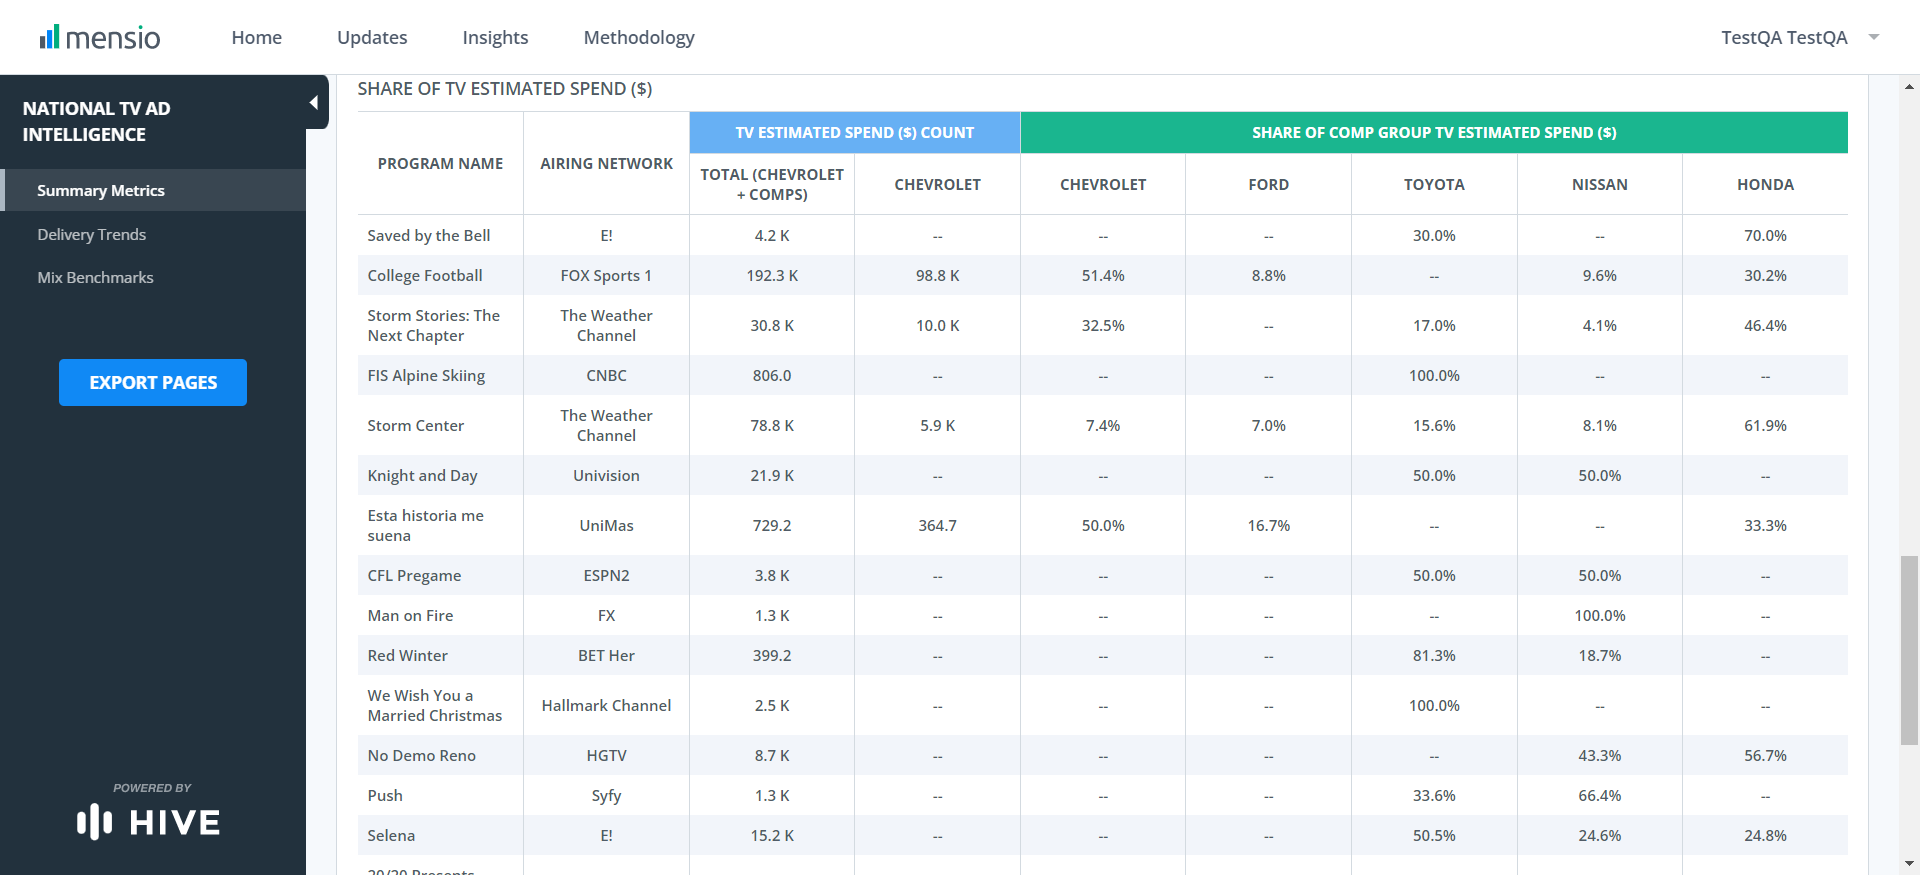 mensio
Home Updates Insights Methodology
TestQA TestQA
NATIONAL TV AD
INTELLIGENCE
Summary Metrics
Delivery Trends
Mix Benchmarks
EXPORT PAGES
POWERED BY
HIVE
SHARE OF TV ESTIMATED SPEND ($)
TV ESTIMATED SPEND ($) COUNT SHARE OF COMP GROUP TV ESTIMATED SPEND ($)
PROGRAM NAME AIRING NETWORK TOTAL (CHEVROLET + COMPS) CHEVROLET CHEVROLET FORD TOYOTA NISSAN HONDA
Saved by the Bell E! 4.2 K -- -- -- 30.0% -- 70.0%
College Football FOX Sports 1 192.3 K 98.8 K 51.4% 8.8% -- 9.6% 30.2%
Storm Stories: The Next Chapter The Weather Channel 30.8 K 10.0 K 32.5% -- 17.0% 4.1% 46.4%
FIS Alpine Skiing CNBC 806.0 -- -- -- 100.0% -- --
Storm Center The Weather Channel 78.8 K 5.9 K 7.4% 7.0% 15.6% 8.1% 61.9%
Knight and Day Univision 21.9 K -- -- -- 50.0% 50.0% --
Esta historia me suena UniMas 729.2 364.7 50.0% 16.7% -- -- 33.3%
CFL Pregame ESPN2 3.8 K -- -- -- 50.0% 50.0% --
Man on Fire FX 1.3 K -- -- -- -- 100.0% --
Red Winter BET Her 399.2 -- -- -- 81.3% 18.7% --
We Wish You a Married Christmas Hallmark Channel 2.5 K -- -- -- 100.0% -- --
No Demo Reno HGTV 8.7 K -- -- -- -- 43.3% 56.7%
Push Syfy 1.3 K -- -- -- 33.6% 66.4% --
Selena E! 15.2 K -- -- -- 50.5% 24.6% 24.8%
20/20 Presents